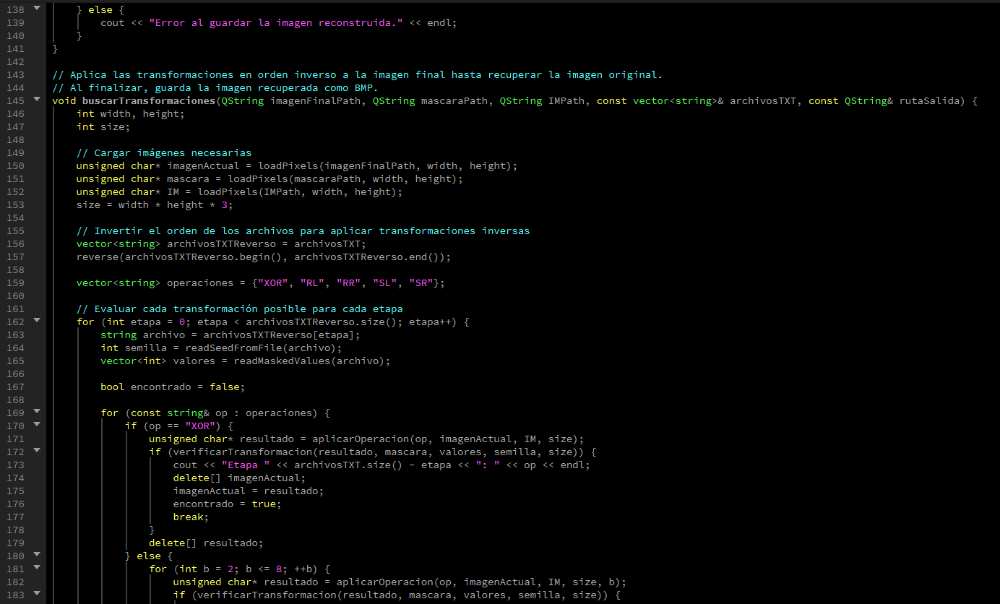 138 } else {
139 cout << "Error al guardar la imagen reconstruida." << endl;
140 }
141 }
142
143 // Aplica las transformaciones en orden inverso a la imagen final hasta recuperar la imagen original.
144 // Al finalizar, guarda la imagen recuperada como BMP.
145 void buscarTransformaciones(QString imagenFinalPath, QString mascaraPath, QString IMPath, const vector<string>& archivosTXT, const QString& rutaSalida) {
146 int width, height;
147 int size;
148
149 // Cargar imágenes necesarias
150 unsigned char* imagenActual = loadPixels(imagenFinalPath, width, height);
151 unsigned char* mascara = loadPixels(mascaraPath, width, height);
152 unsigned char* IM = loadPixels(IMPath, width, height);
153 size = width * height * 3;
154
155 // Invertir el orden de los archivos para aplicar transformaciones inversas
156 vector<string> archivosTXTReverso = archivosTXT;
157 reverse(archivosTXTReverso.begin(), archivosTXTReverso.end());
158
159 vector<string> operaciones = {"XOR", "RL", "RR", "SL", "SR"};
160
161 // Evaluar cada transformación posible para cada etapa
162 for (int etapa = 0; etapa < archivosTXTReverso.size(); etapa++) {
163 string archivo = archivosTXTReverso[etapa];
164 int semilla = readSeedFromFile(archivo);
165 vector<int> valores = readMaskedValues(archivo);
166
167 bool encontrado = false;
168
169 for (const string& op : operaciones) {
170 if (op == "XOR") {
171 unsigned char* resultado = aplicarOperacion(op, imagenActual, IM, size);
172 if (verificarTransformacion(resultado, mascara, valores, semilla, size)) {
173 cout << "Etapa " << archivosTXT.size() - etapa << ": " << op << endl;
174 delete[] imagenActual;
175 imagenActual = resultado;
176 encontrado = true;
177 break;
178 }
179 delete[] resultado;
180 } else {
181 for (int b = 2; b <= 8; ++b) {
182 unsigned char* resultado = aplicarOperacion(op, imagenActual, IM, size, b);
183 if (verificarTransformacion(resultado, mascara, valores, semilla, size)) {